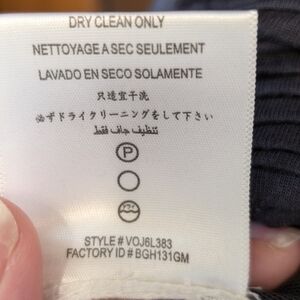 DRY CLEAN ONLY
NETTOYAGE A SEC SEULEMENT
LAVADO EN SECO SOLAMENTE
只适宜干洗
必ずドライクリーニングをして下さい
تنظيف جاف فقط
P
STYLE # VOJ6L383
FACTORY ID # BGH131GM